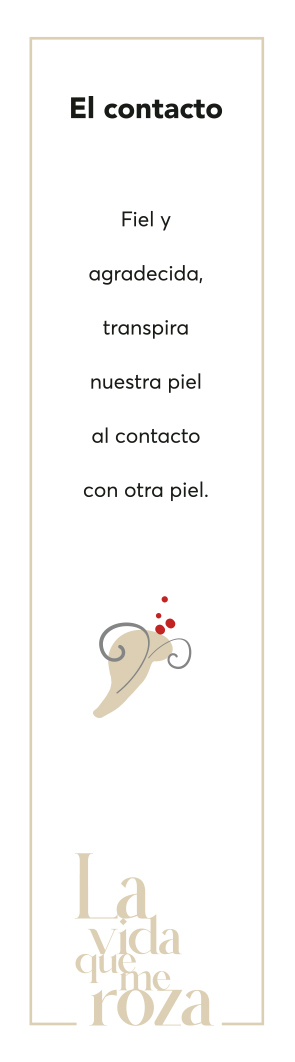 El contacto
Fiel y
agradecida,
transpira
nuestra piel
al contacto
con otra piel.
La
vida
que
me
roza